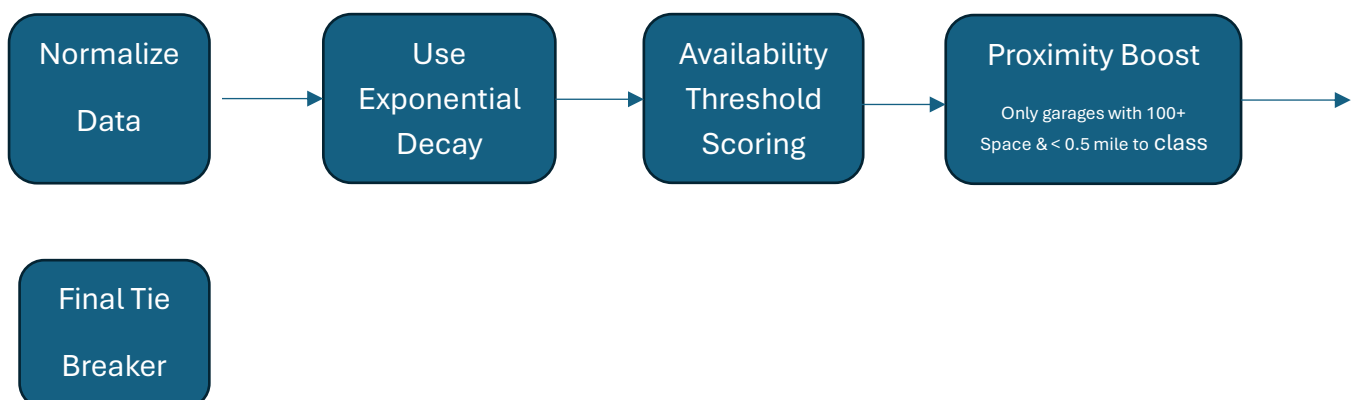 Normalize
Data
Use
Exponential
Decay
Availability
Threshold
Scoring
Proximity Boost
Only garages with 100+
Space & < 0.5 mile to class
Final Tie
Breaker